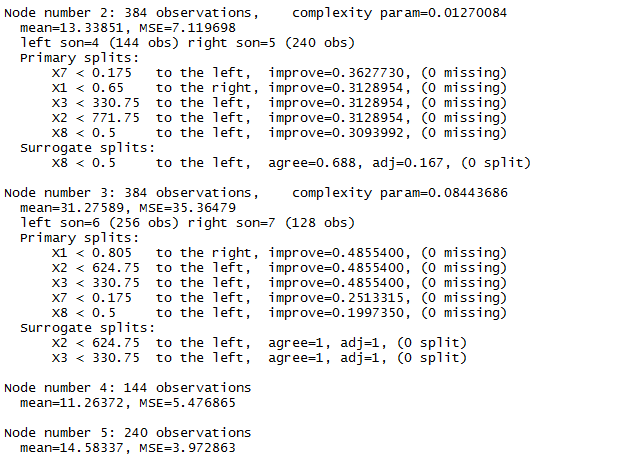 Node number 2: 384 observations,    complexity param=0.01270084
  mean=13.33851, MSE=7.119698
  left son=4 (144 obs) right son=5 (240 obs)
  Primary splits:
      X7 < 0.175   to the left,  improve=0.3627730, (0 missing)
      X1 < 0.65    to the right, improve=0.3128954, (0 missing)
      X3 < 330.75  to the left,  improve=0.3128954, (0 missing)
      X2 < 771.75  to the left,  improve=0.3128954, (0 missing)
      X8 < 0.5     to the left,  improve=0.3093992, (0 missing)
  Surrogate splits:
      X8 < 0.5     to the left,  agree=0.688, adj=0.167, (0 split)

Node number 3: 384 observations,    complexity param=0.08443686
  mean=31.27589, MSE=35.36479
  left son=6 (256 obs) right son=7 (128 obs)
  Primary splits:
      X1 < 0.805   to the right, improve=0.4855400, (0 missing)
      X2 < 624.75  to the left,  improve=0.4855400, (0 missing)
      X3 < 330.75  to the left,  improve=0.4855400, (0 missing)
      X7 < 0.175   to the left,  improve=0.2513315, (0 missing)
      X8 < 0.5     to the left,  improve=0.1997350, (0 missing)
  Surrogate splits:
      X2 < 624.75  to the left,  agree=1, adj=1, (0 split)
      X3 < 330.75  to the left,  agree=1, adj=1, (0 split)

Node number 4: 144 observations
  mean=11.26372, MSE=5.476865

Node number 5: 240 observations
  mean=14.58337, MSE=3.972863